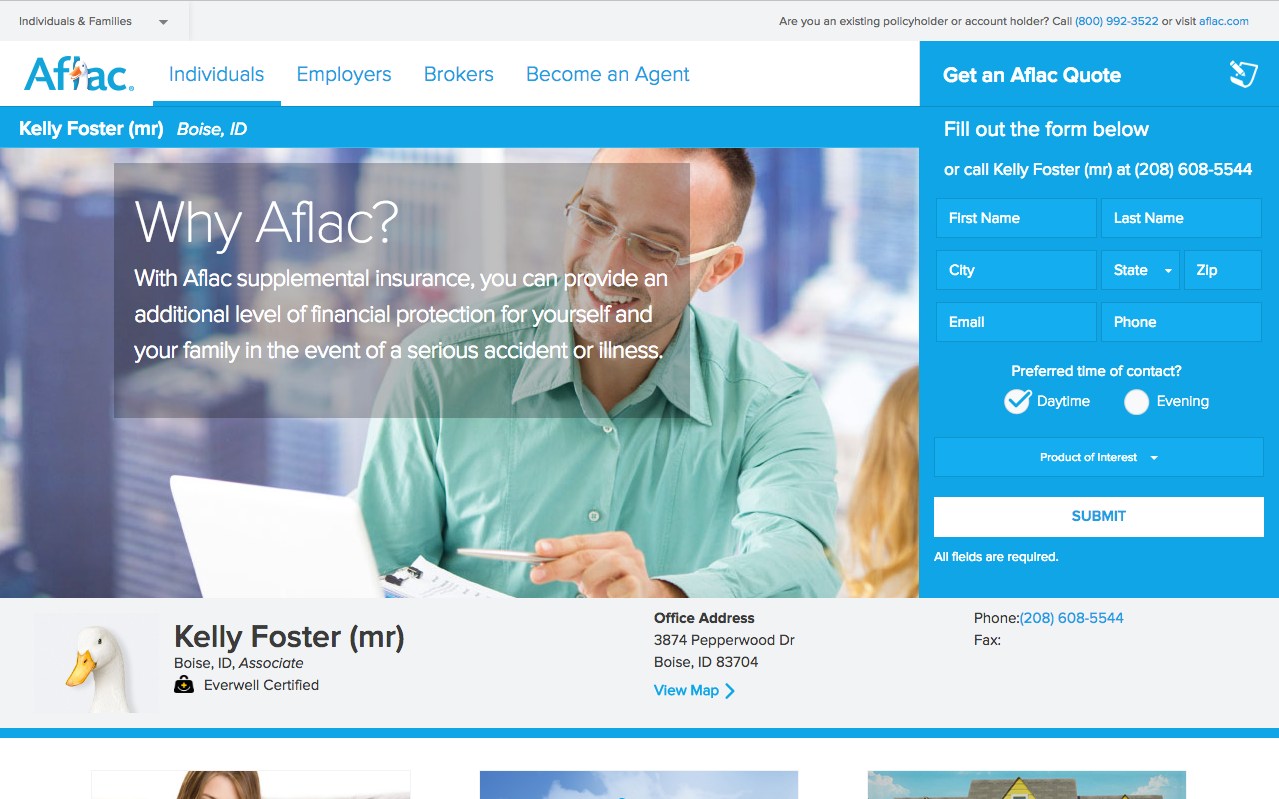 Individuals & Families
Are you an existing policyholder or account holder? Call (800) 992-3522 or visit aflac.com
Aflac®
Individuals
Employers
Brokers
Become an Agent
Get an Aflac Quote
Kelly Foster (mr) Boise, ID
Fill out the form below
or call Kelly Foster (mr) at (208) 608-5544
Why Aflac?
With Aflac supplemental insurance, you can provide an
additional level of financial protection for yourself and
your family in the event of a serious accident or illness.
First Name
Last Name
City
State
Zip
Email
Phone
Preferred time of contact?
Daytime
Evening
Product of Interest
SUBMIT
All fields are required.
Kelly Foster (mr)
Boise, ID, Associate
Everwell Certified
Office Address
3874 Pepperwood Dr
Boise, ID 83704
View Map
Phone:(208) 608-5544
Fax: